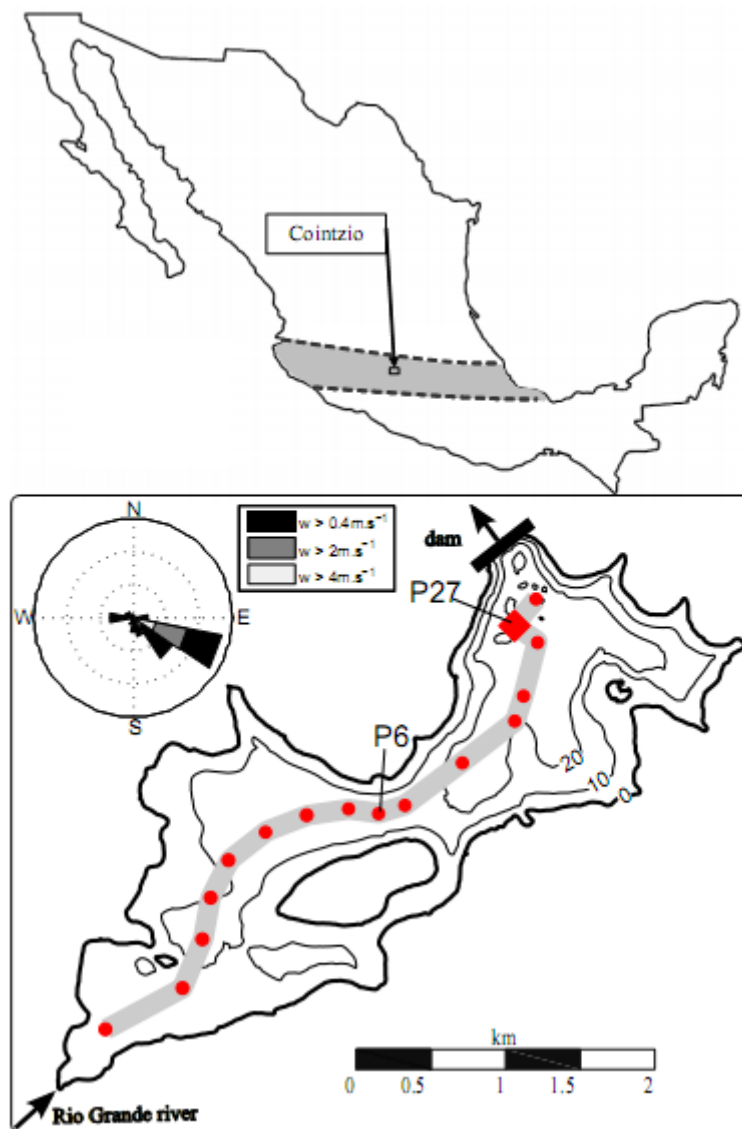 Cointzio
N
W
E
S
w > 0.4m.s⁻¹
w > 2m.s⁻¹
w > 4m.s⁻¹
dam
P27
P6
20
10
0
km
0 0.5 1 1.5 2
Rio Grande river